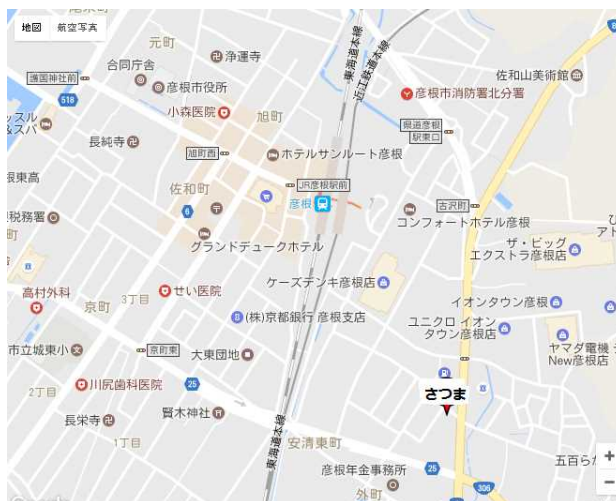 地図
航空写真
元町
浄運寺
合同庁舎
護国神社前
彦根市役所
518
小森医院
旭町
長純寺
旭町西
ホテルサンルート彦根
佐和町
JR彦根駅前
彦根
6
グランドデュークホテル
税務署
東海道本線
近江鉄道本線
佐和山美術館
彦根市消防署北分署
県道彦根
駅東口
古沢町
コンフォートホテル彦根
ザ・ビッグ
エクストラ彦根店
ケーズデンキ彦根店
イオンタウン彦根
ユニクロ イオン
タウン彦根店
ヤマダ電機
New彦根店
高村外科
京町
3丁目
せい医院
(株)京都銀行 彦根支店
市立城東小
京町東
大東団地
2丁目
川尻歯科医院
25
長栄寺
賢木神社
1丁目
安清東町
東海道本線
彦根年金事務所
外町
25
306
さつま
五百ら
+
−